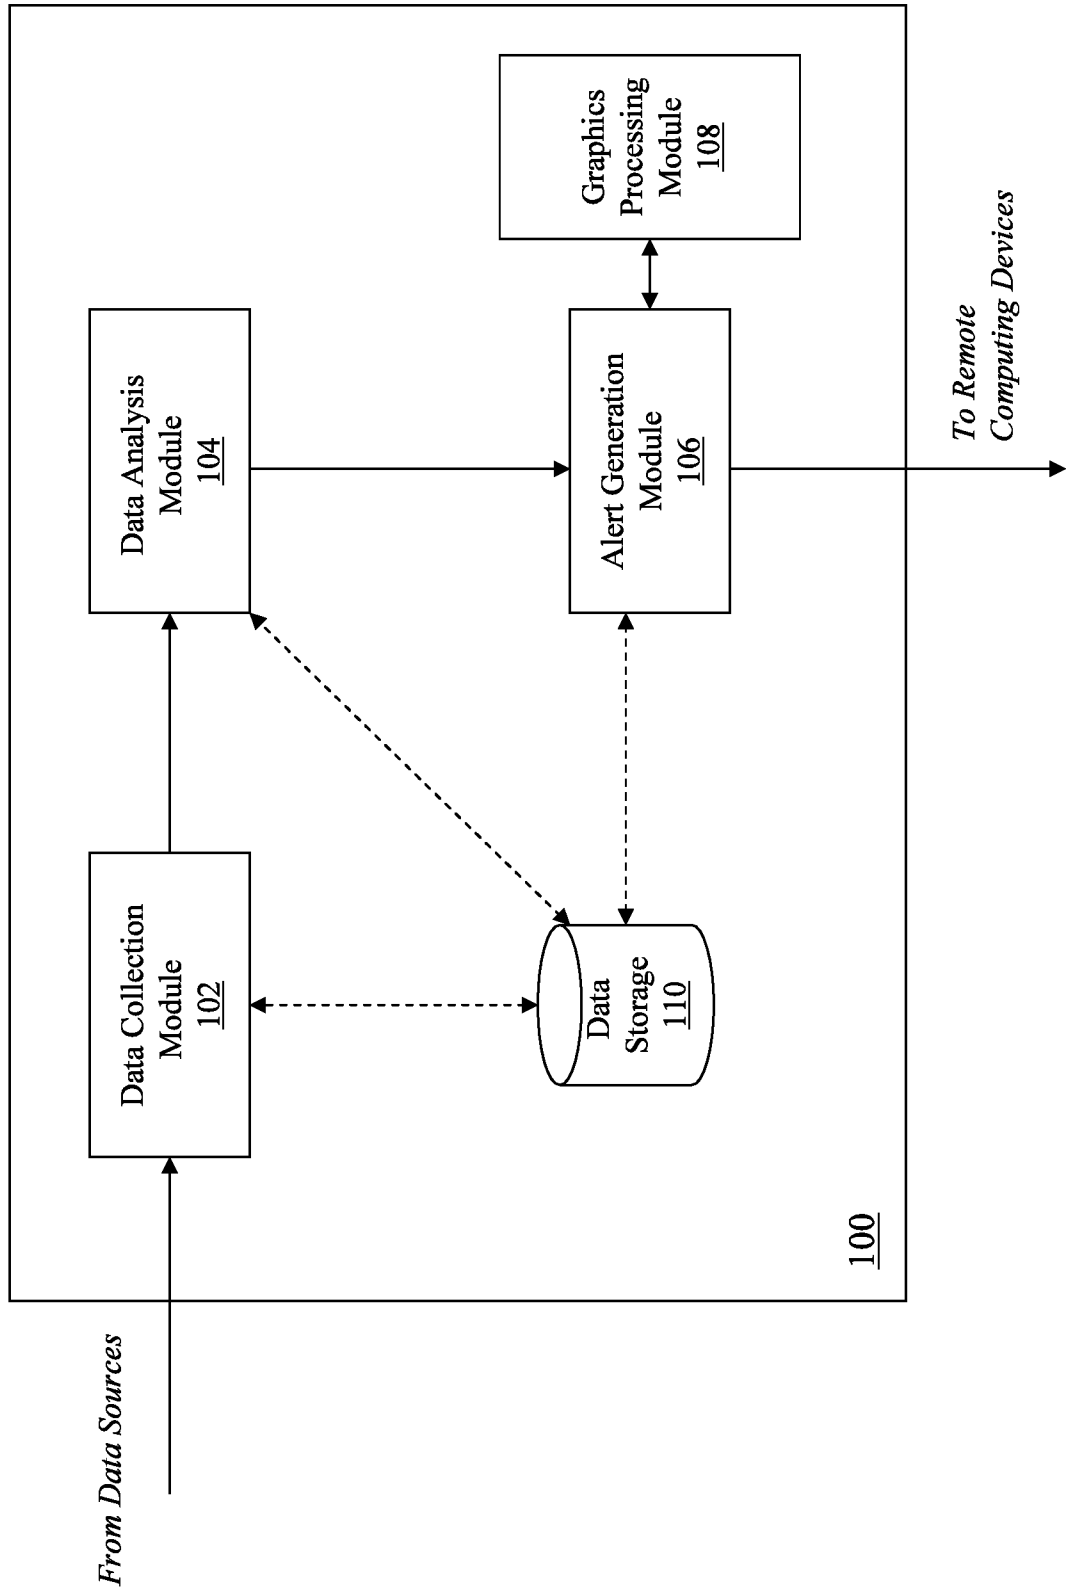 From Data Sources
Data Collection
Module
102
Data Analysis
Module
104
Data
Storage
110
Alert Generation
Module
106
Graphics
Processing
Module
108
100
To Remote
Computing Devices